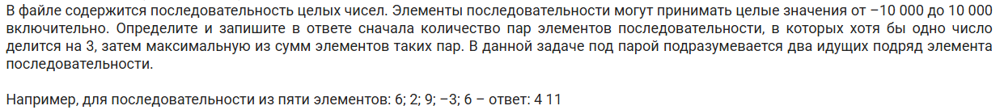 В файле содержится последовательность целых чисел. Элементы последовательности могут принимать целые значения от −10 000 до 10 000
включительно. Определите и запишите в ответе сначала количество пар элементов последовательности, в которых хотя бы одно число
делится на 3, затем максимальную из сумм элементов таких пар. В данной задаче под парой подразумевается два идущих подряд элемента
последовательности.
Например, для последовательности из пяти элементов: 6; 2; 9; −3; 6 – ответ: 4 11